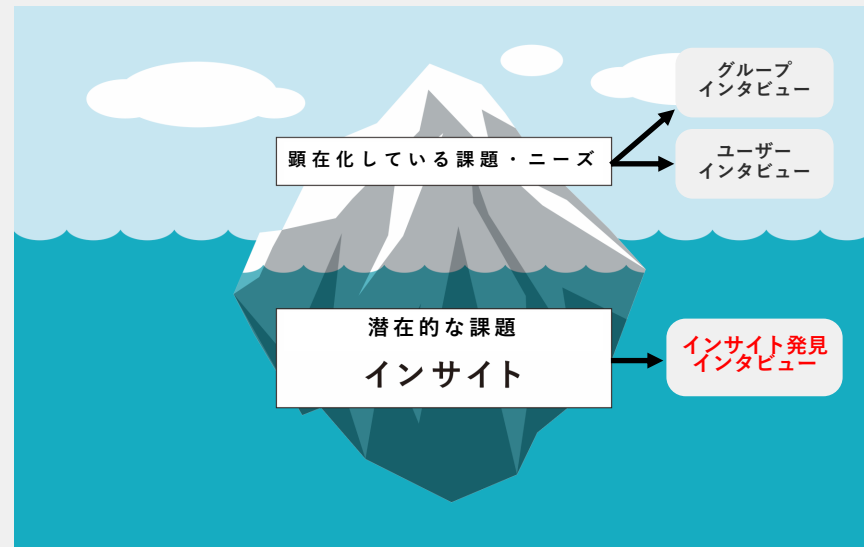 グループ
インタビュー
顕在化している課題・ニーズ
ユーザー
インタビュー
潜在的な課題
インサイト
インサイト発見
インタビュー